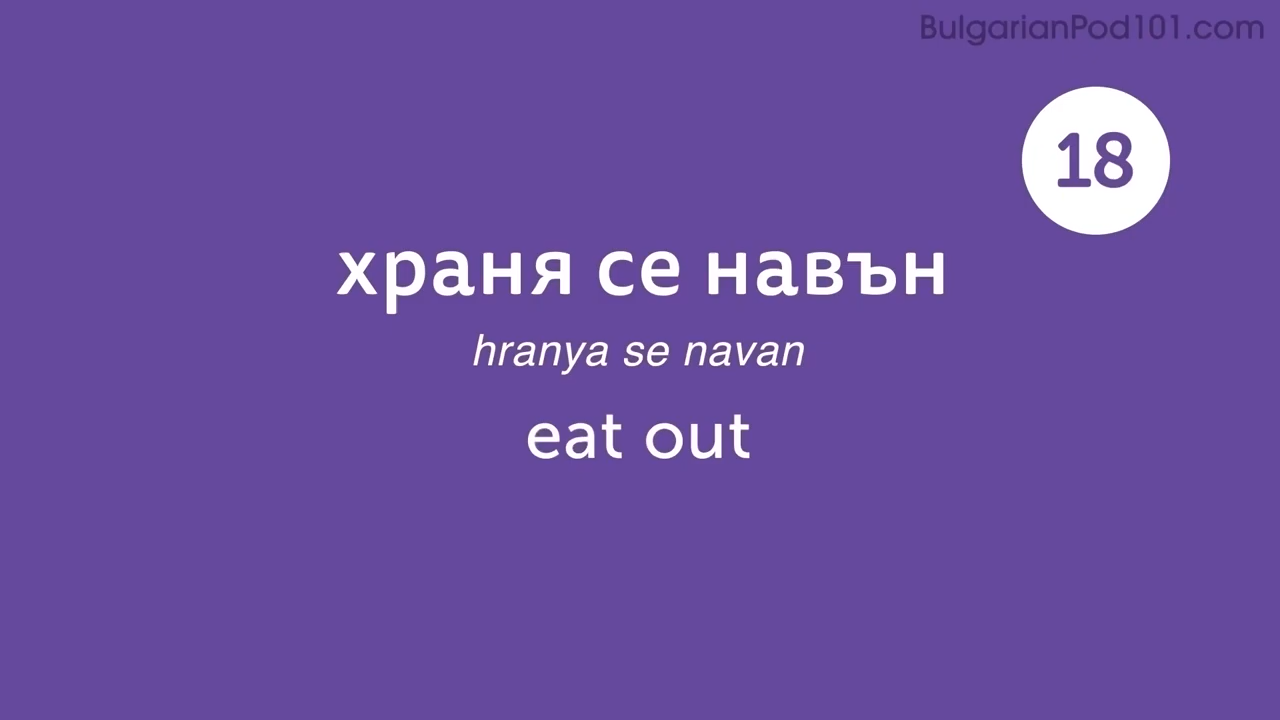 BulgarianPod101.com
18
храня се навън
hranya se navan
eat out